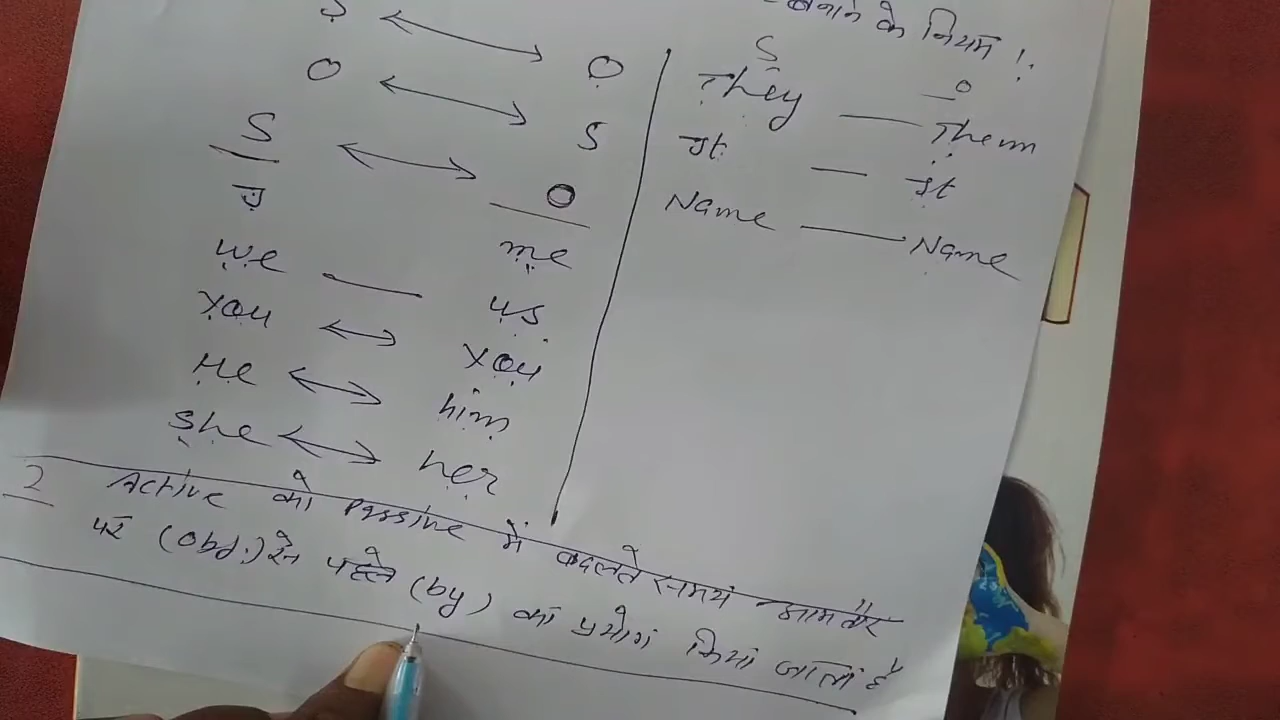 बनाने के नियम !.
S O
O S
S O
I me
we us
You You
He him
She her
S O
They Them
It It
Name Name
2 Active को Passive में बदलते समय आमतौर
पर (Obj.) से पहले (by) का प्रयोग किया जाता है